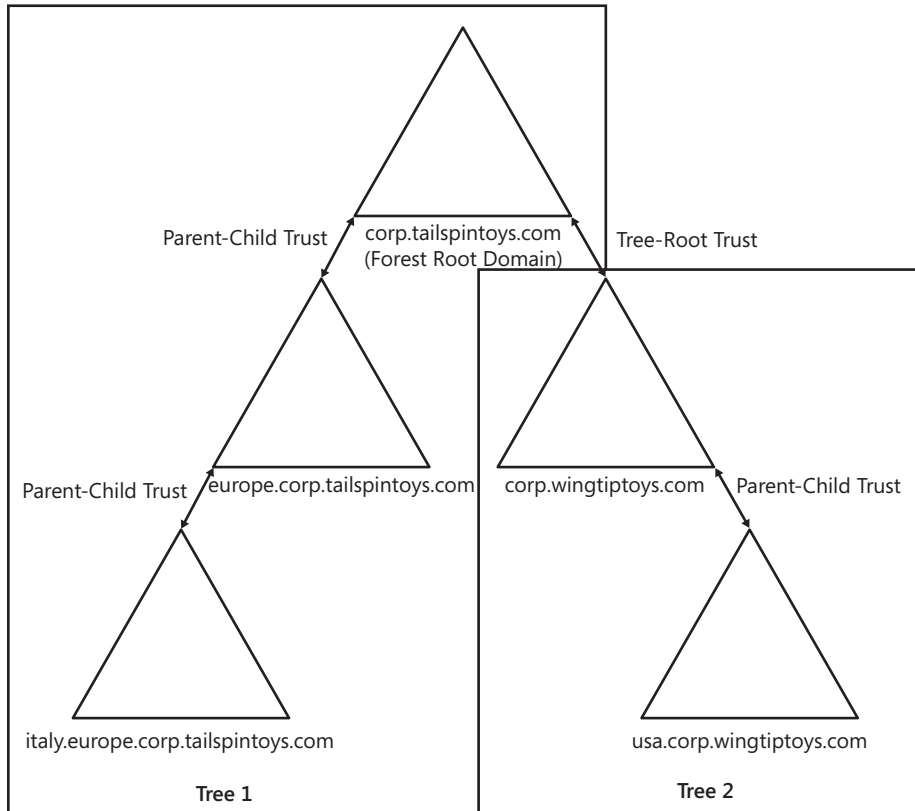 Parent-Child Trust
corp.tailspintoys.com
(Forest Root Domain)
Tree-Root Trust
Parent-Child Trust
europe.corp.tailspintoys.com
corp.wingtiptoys.com
Parent-Child Trust
italy.europe.corp.tailspintoys.com
usa.corp.wingtiptoys.com
Tree 1
Tree 2